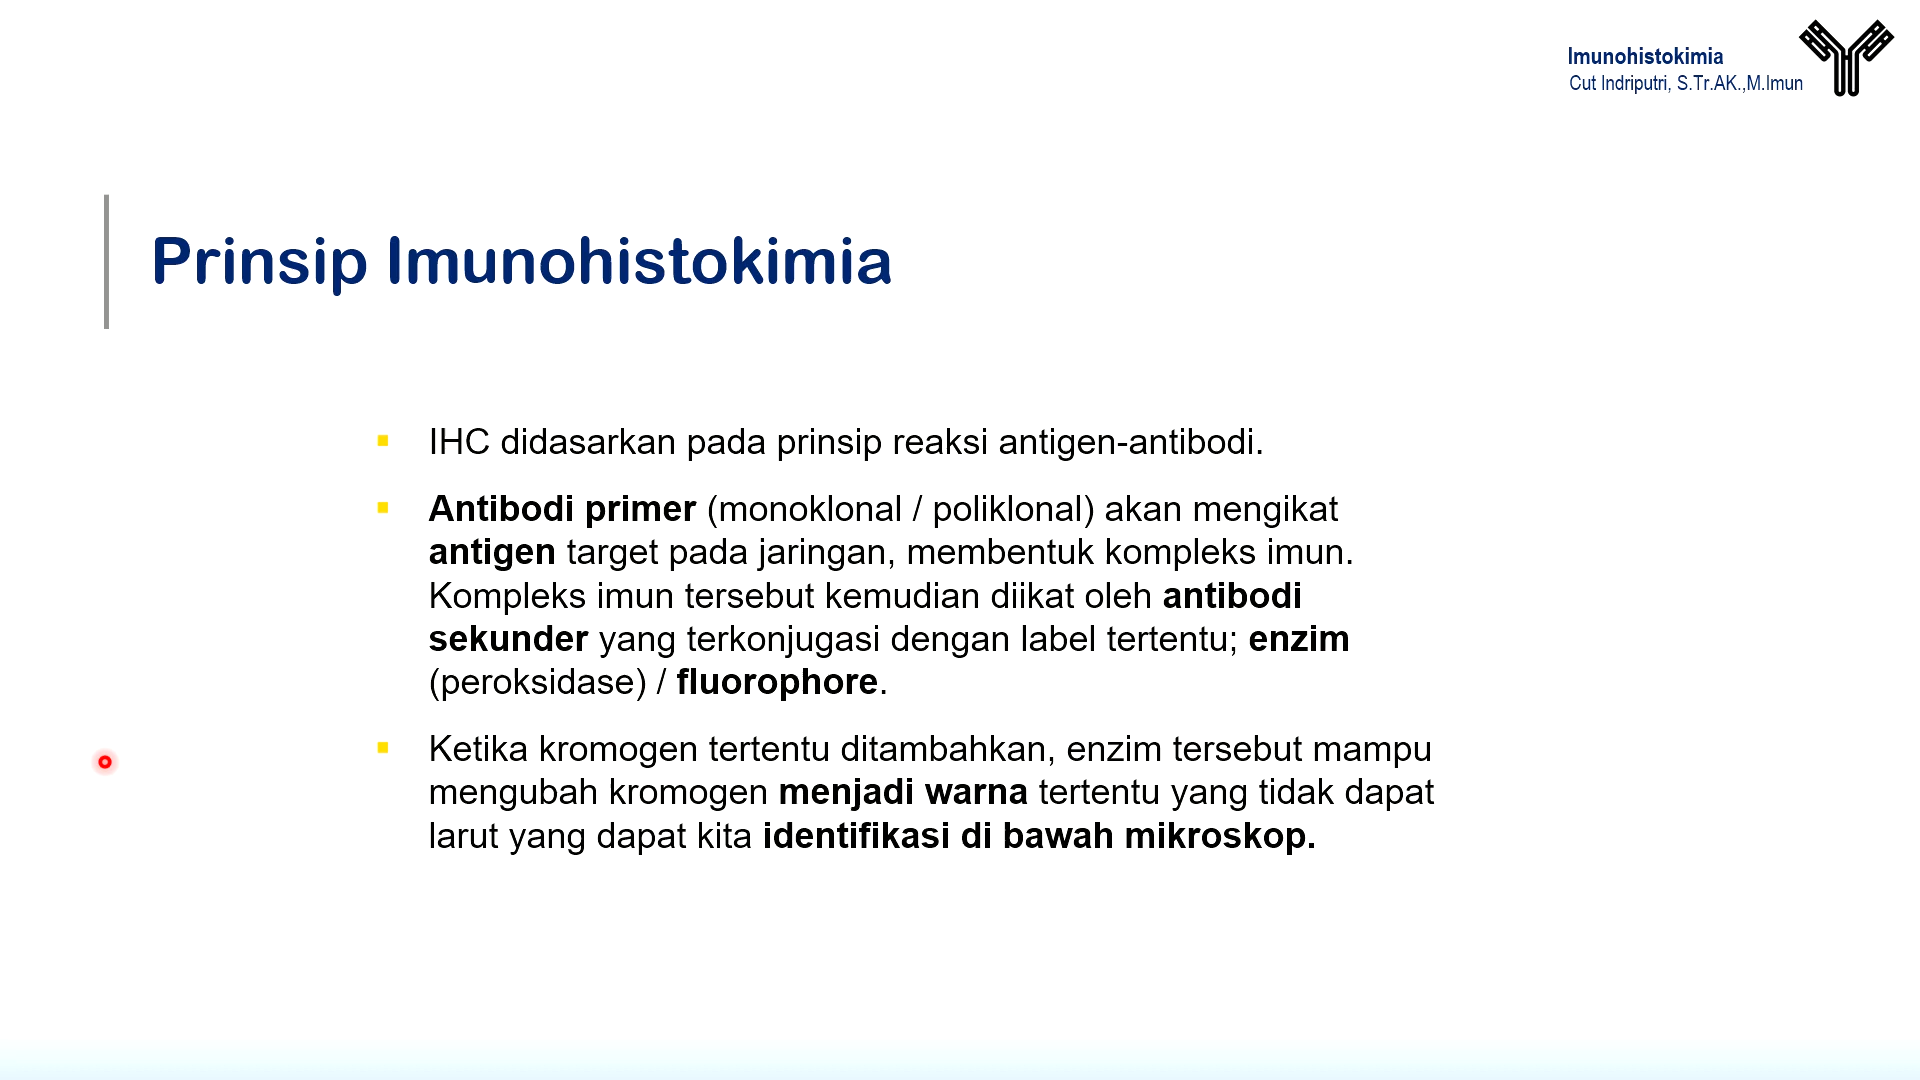 Imunohistokimia
Cut Indriputri, S.Tr.AK.,M.Imun
Prinsip Imunohistokimia
IHC didasarkan pada prinsip reaksi antigen-antibodi.
Antibodi primer (monoklonal / poliklonal) akan mengikat
antigen target pada jaringan, membentuk kompleks imun.
Kompleks imun tersebut kemudian diikat oleh antibodi
sekunder yang terkonjugasi dengan label tertentu; enzim
(peroksidase) / fluorophore.
Ketika kromogen tertentu ditambahkan, enzim tersebut mampu
mengubah kromogen menjadi warna tertentu yang tidak dapat
larut yang dapat kita identifikasi di bawah mikroskop.